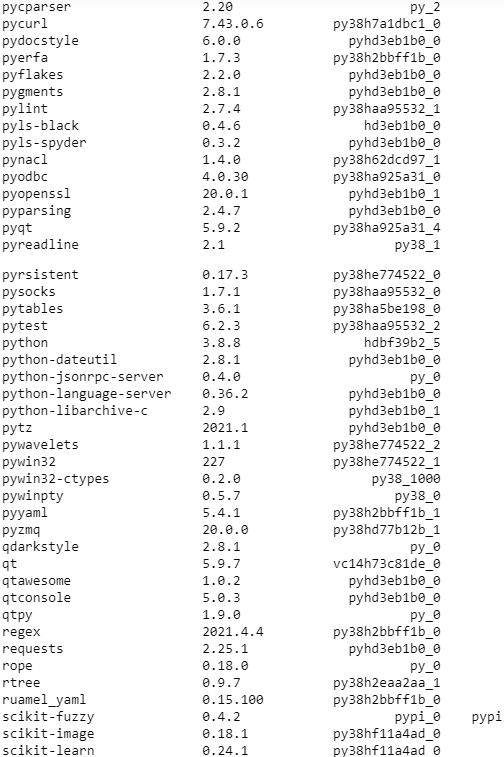 pycparser 2.20 py_2
pycurl 7.43.0.6 py38h7a1dbc1_0
pydocstyle 6.0.0 pyhd3eb1b0_0
pyerfa 1.7.3 py38h2bbff1b_0
pyflakes 2.2.0 pyhd3eb1b0_0
pygments 2.8.1 pyhd3eb1b0_0
pylint 2.7.4 py38haa95532_1
pyls-black 0.4.6 hd3eb1b0_0
pyls-spyder 0.3.2 pyhd3eb1b0_0
pynacl 1.4.0 py38h62dcd97_1
pyodbc 4.0.30 py38ha925a31_0
pyopenssl 20.0.1 pyhd3eb1b0_1
pyparsing 2.4.7 pyhd3eb1b0_0
pyqt 5.9.2 py38ha925a31_4
pyreadline 2.1 py38_1
pyrsistent 0.17.3 py38he774522_0
pysocks 1.7.1 py38haa95532_0
pytables 3.6.1 py38ha5be198_0
pytest 6.2.3 py38haa95532_2
python 3.8.8 hdbf39b2_5
python-dateutil 2.8.1 pyhd3eb1b0_0
python-jsonrpc-server 0.4.0 py_0
python-language-server 0.36.2 pyhd3eb1b0_0
python-libarchive-c 2.9 pyhd3eb1b0_1
pytz 2021.1 pyhd3eb1b0_0
pywavelets 1.1.1 py38he774522_2
pywin32 227 py38he774522_1
pywin32-ctypes 0.2.0 py38_1000
pywinpty 0.5.7 py38_0
pyyaml 5.4.1 py38h2bbff1b_1
pyzmq 20.0.0 py38hd77b12b_1
qdarkstyle 2.8.1 py_0
qt 5.9.7 vc14h73c81de_0
qtawesome 1.0.2 pyhd3eb1b0_0
qtconsole 5.0.3 pyhd3eb1b0_0
qtpy 1.9.0 py_0
regex 2021.4.4 py38h2bbff1b_0
requests 2.25.1 pyhd3eb1b0_0
rope 0.18.0 py_0
rtree 0.9.7 py38h2eaa2aa_1
ruamel_yaml 0.15.100 py38h2bbff1b_0
scikit-fuzzy 0.4.2 pypi_0 pypi
scikit-image 0.18.1 py38hf11a4ad_0
scikit-learn 0.24.1 py38hf11a4ad_0